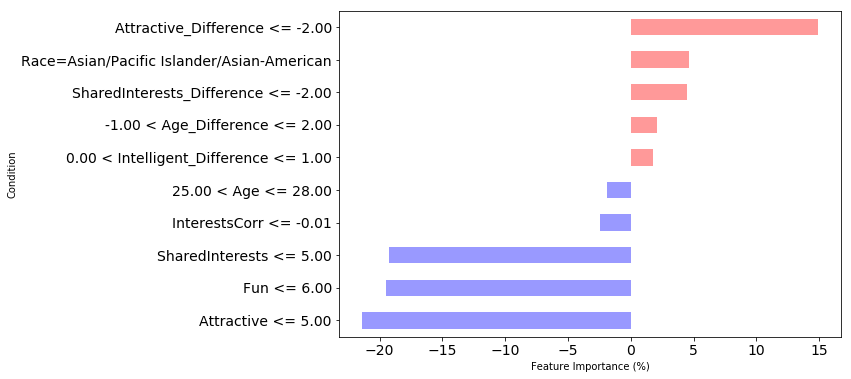 Attractive_Difference <= -2.00
Race=Asian/Pacific Islander/Asian-American
SharedInterests_Difference <= -2.00
-1.00 < Age_Difference <= 2.00
0.00 < Intelligent_Difference <= 1.00
25.00 < Age <= 28.00
InterestsCorr <= -0.01
SharedInterests <= 5.00
Fun <= 6.00
Attractive <= 5.00
Condition
−20 −15 −10 −5 0 5 10 15
Feature Importance (%)